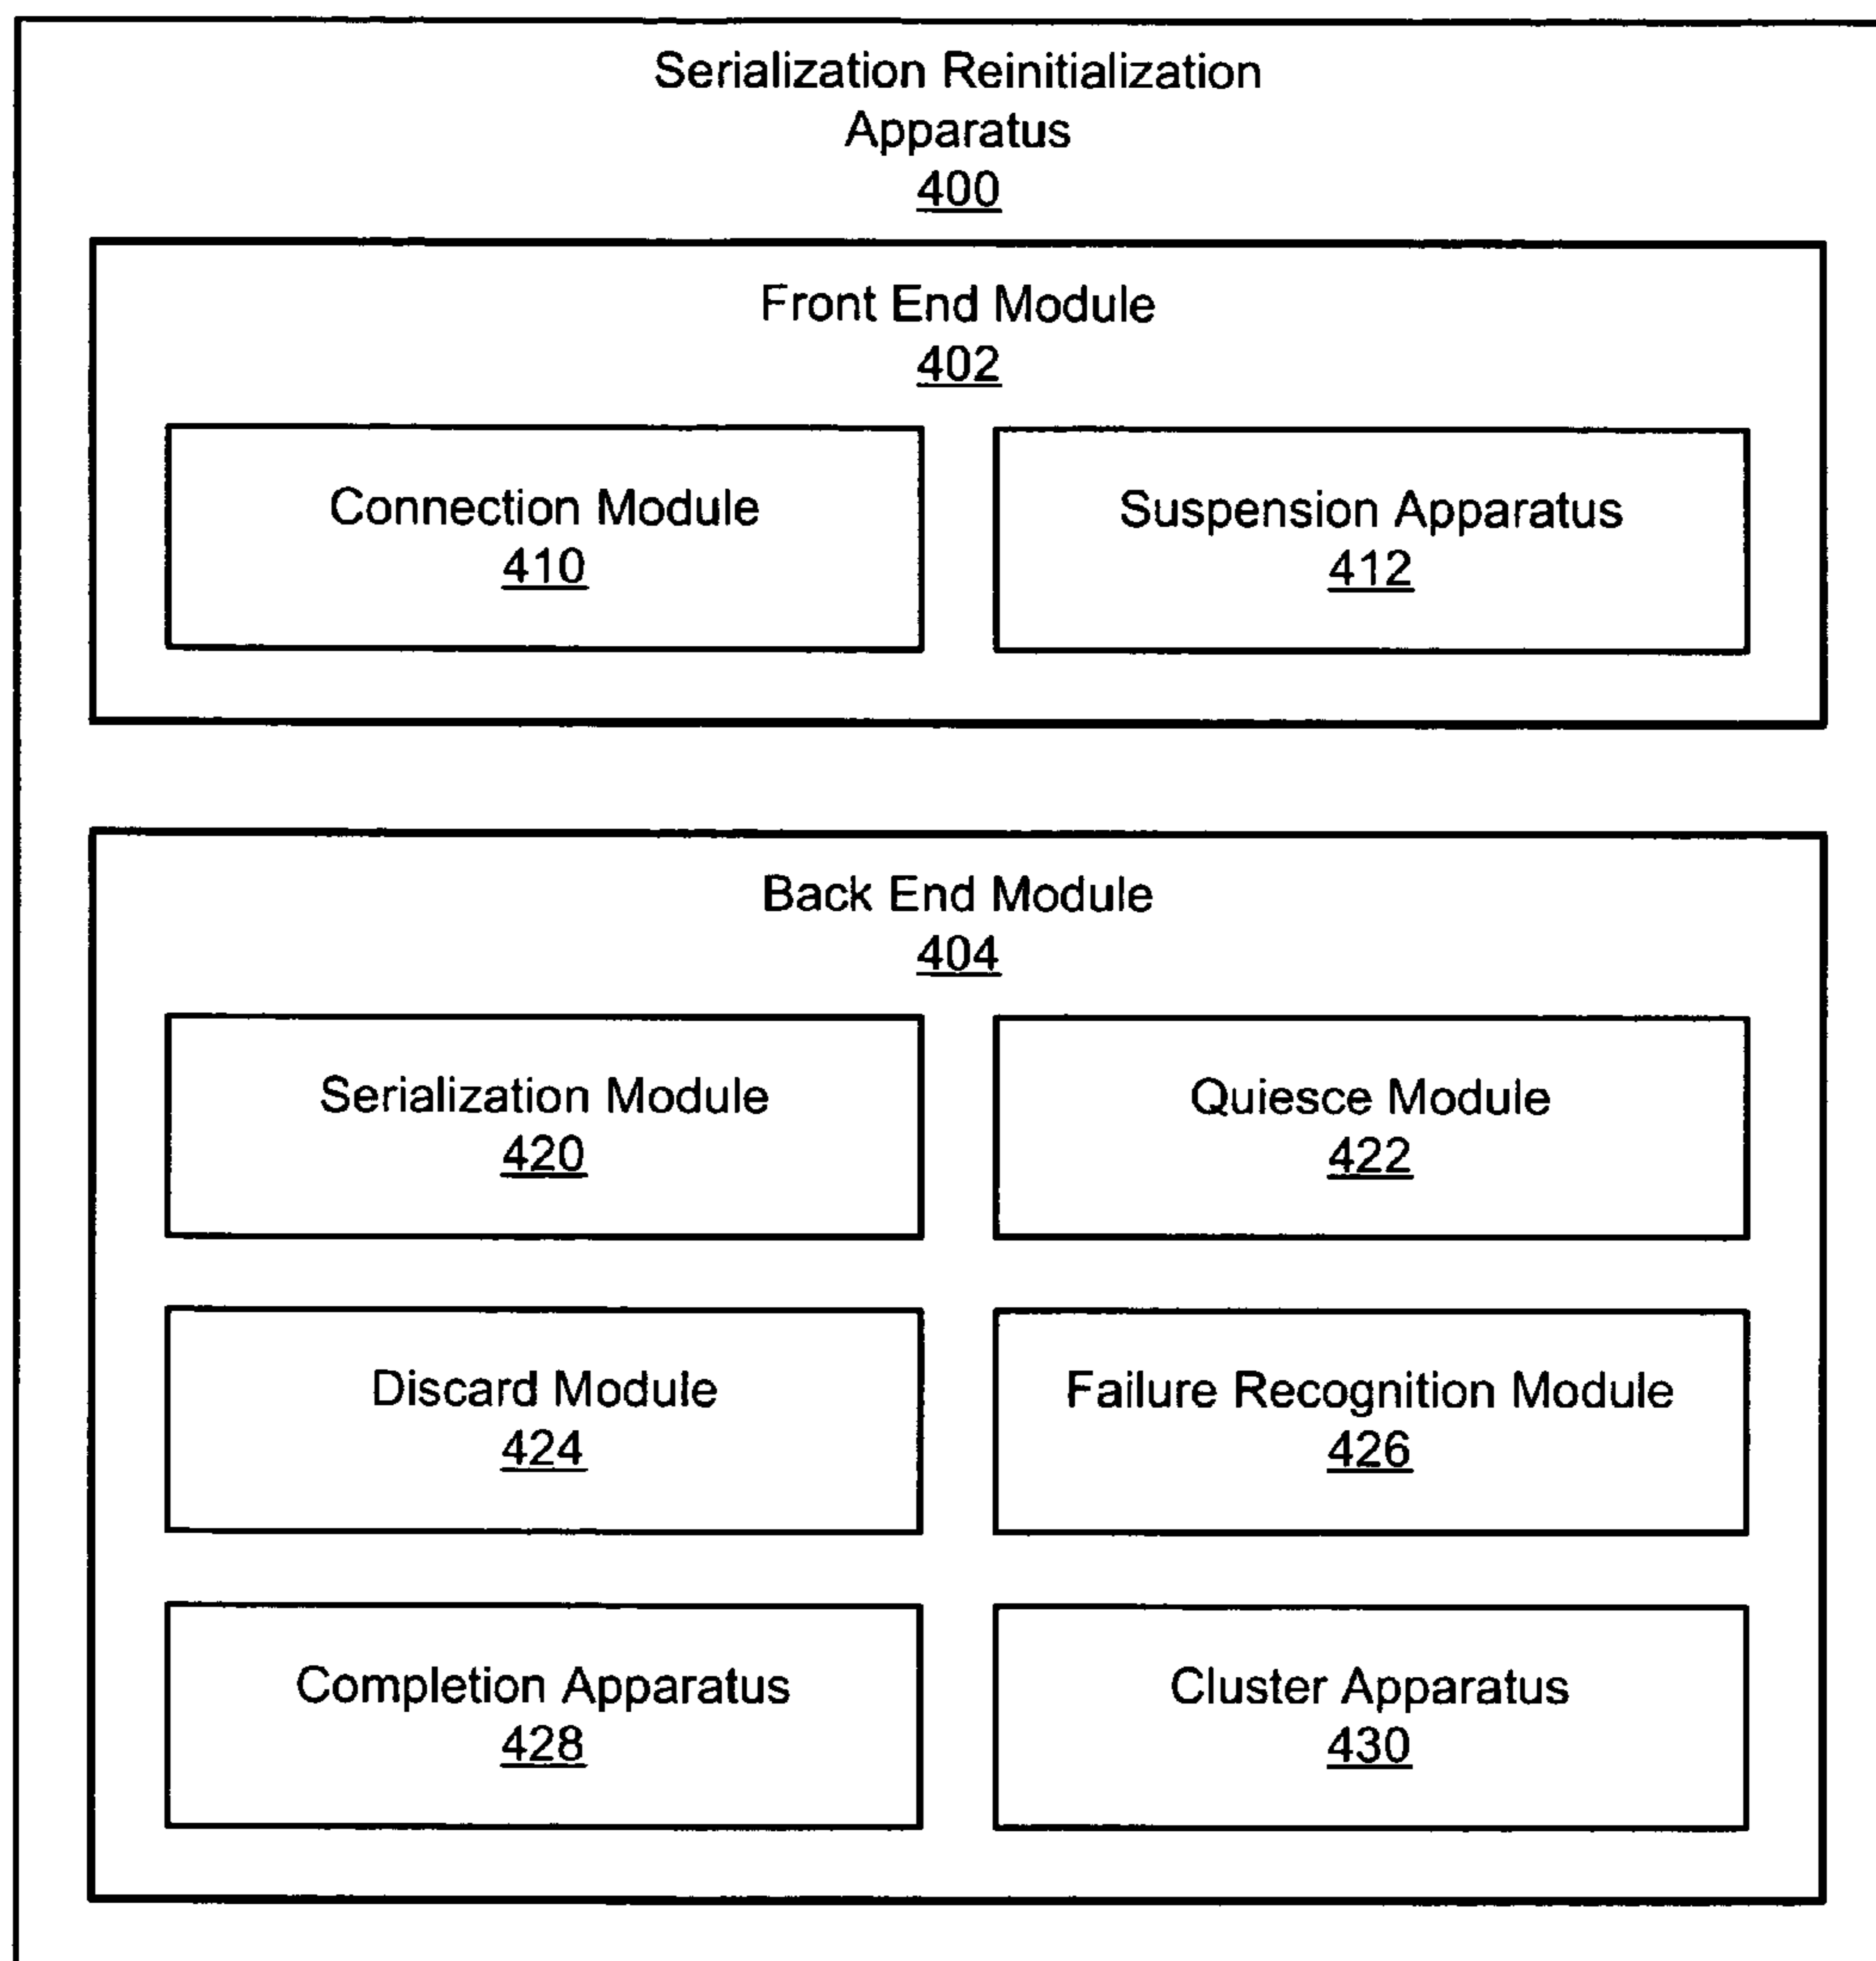 Serialization Reinitialization
Apparatus
400
Front End Module
402
Connection Module
410
Suspension Apparatus
412
Back End Module
404
Serialization Module
420
Quiesce Module
422
Discard Module
424
Failure Recognition Module
426
Completion Apparatus
428
Cluster Apparatus
430